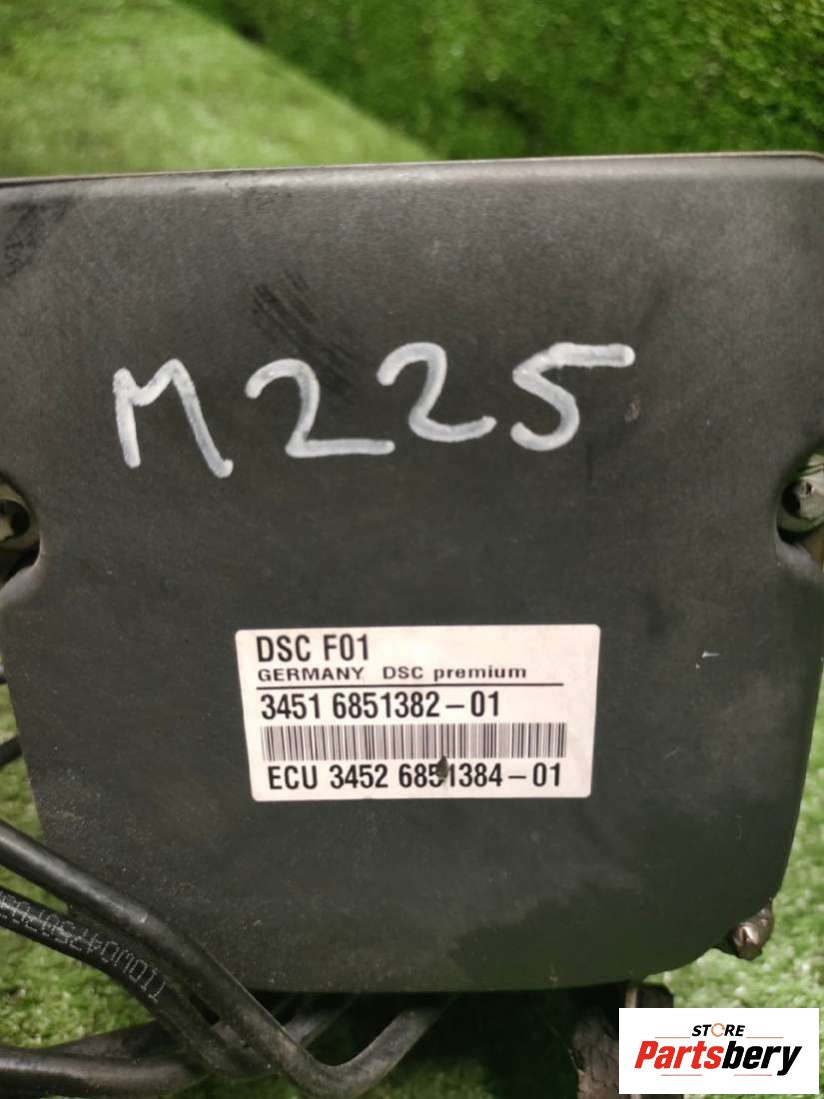 M225
DSC F01
GERMANY DSC premium
3451 6851382-01
ECU 3452 6851384-01
STORE
Partsbery